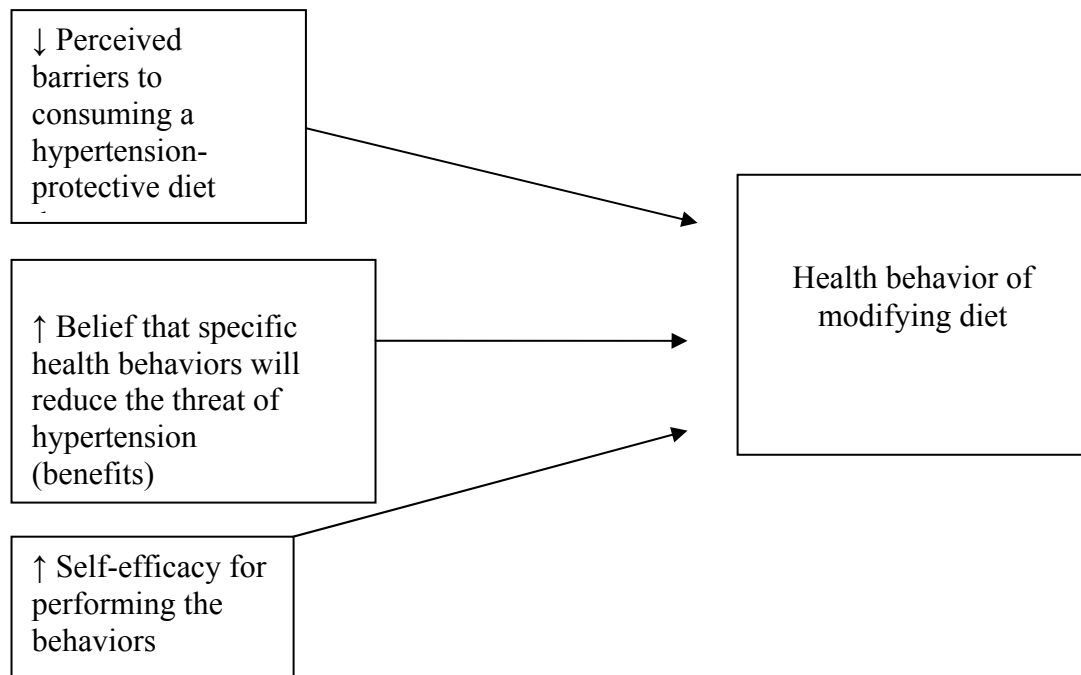 ↓ Perceived
barriers to
consuming a
hypertension-
protective diet
↑ Belief that specific
health behaviors will
reduce the threat of
hypertension
(benefits)
Health behavior of
modifying diet
↑ Self-efficacy for
performing the
behaviors